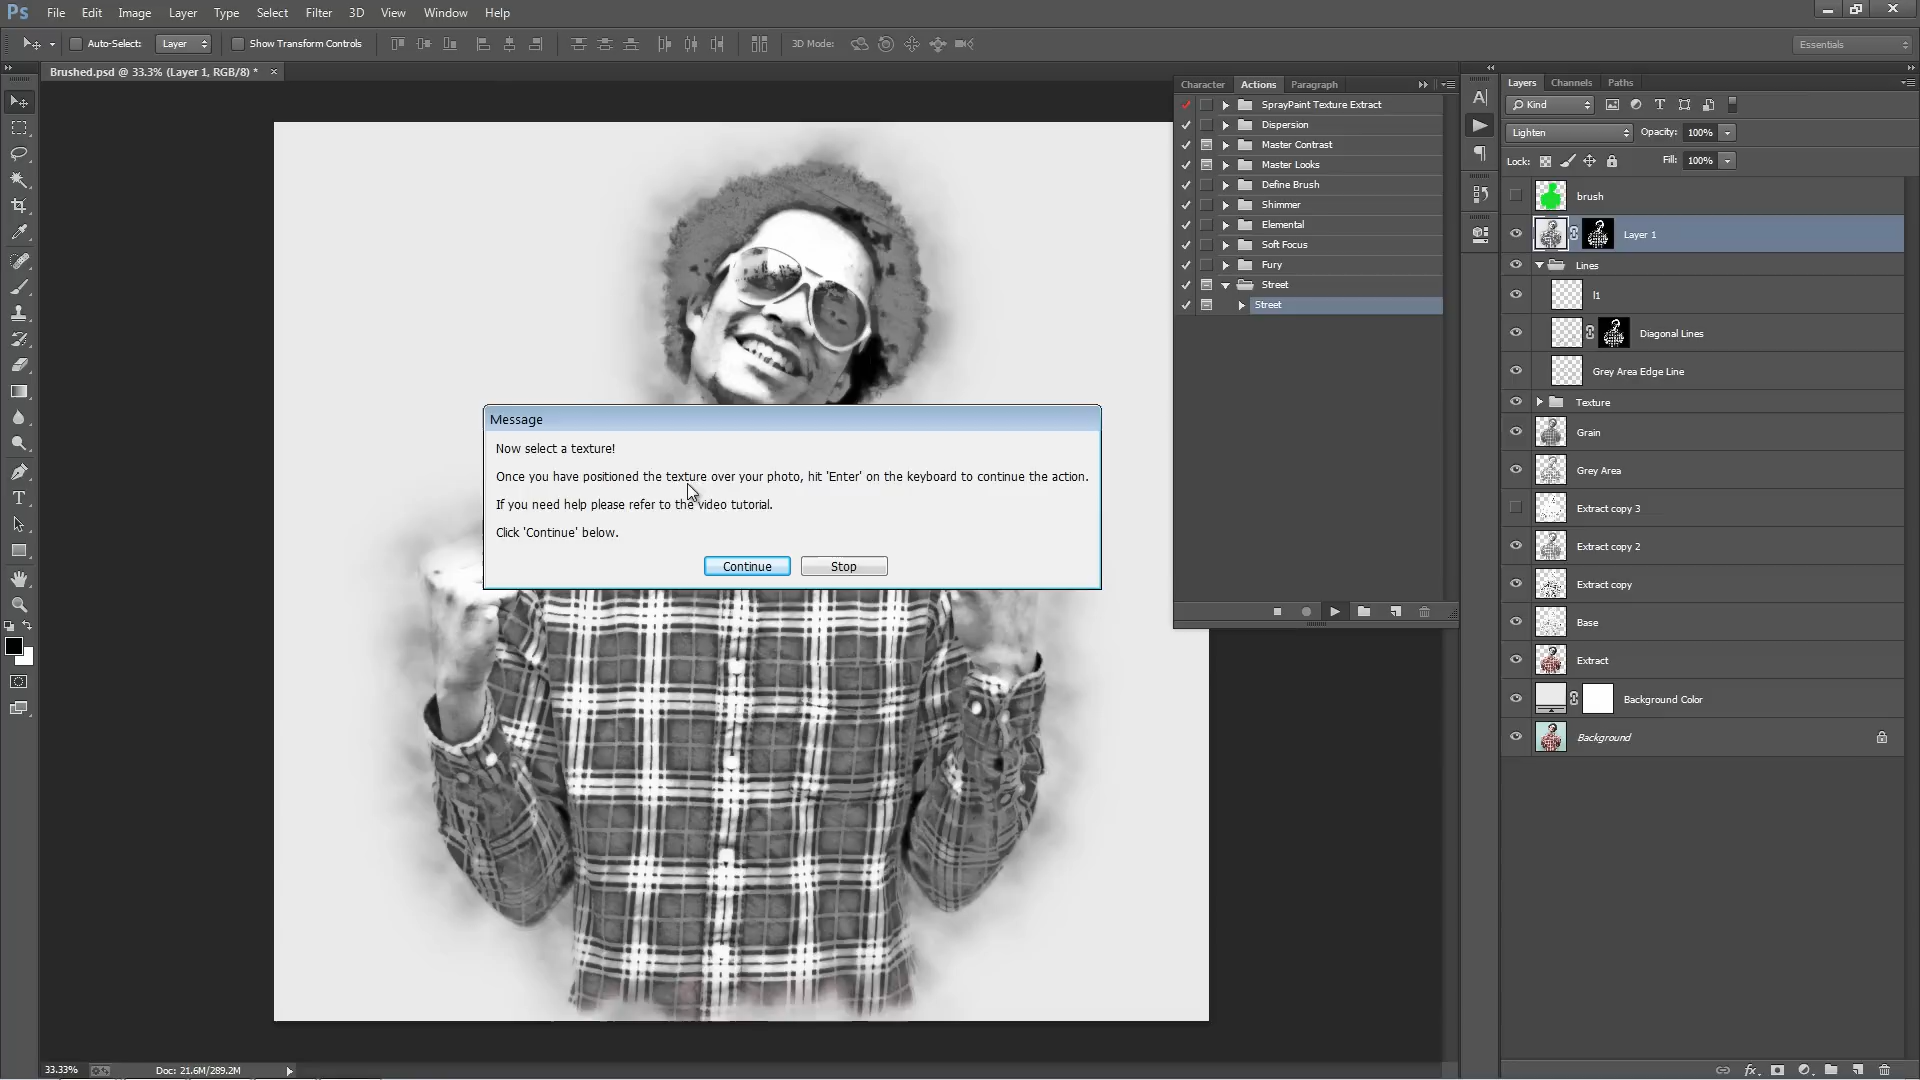 Ps File Edit Image Layer Type Select Filter 3D View Window Help
Auto-Select: Layer Show Transform Controls 3D Mode: Essentials
Brushed.psd @ 33.3% (Layer 1, RGB/8) * ×
Character Actions Paragraph
SprayPaint Texture Extract
Dispersion
Master Contrast
Master Looks
Define Brush
Shimmer
Elemental
Soft Focus
Fury
Street
Street
Layers Channels Paths
Kind
Lighten Opacity: 100%
Lock: Fill: 100%
brush
Layer 1
Lines
l1
Diagonal Lines
Grey Area Edge Line
Texture
Grain
Grey Area
Extract copy 3
Extract copy 2
Extract copy
Base
Extract
Background Color
Background
Message
Now select a texture!
Once you have positioned the texture over your photo, hit 'Enter' on the keyboard to continue the action.
If you need help please refer to the video tutorial.
Click 'Continue' below.
Continue Stop
33.33% Doc: 21.6M/289.2M